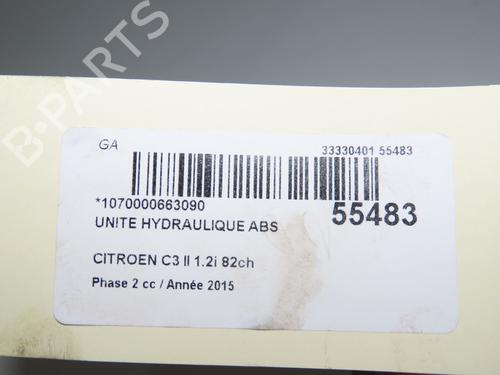 B-PARTS
GA
33330401 55483
*1070000663090
55483
UNITE HYDRAULIQUE ABS
CITROEN C3 II 1.2i 82ch
Phase 2 cc / Année 2015